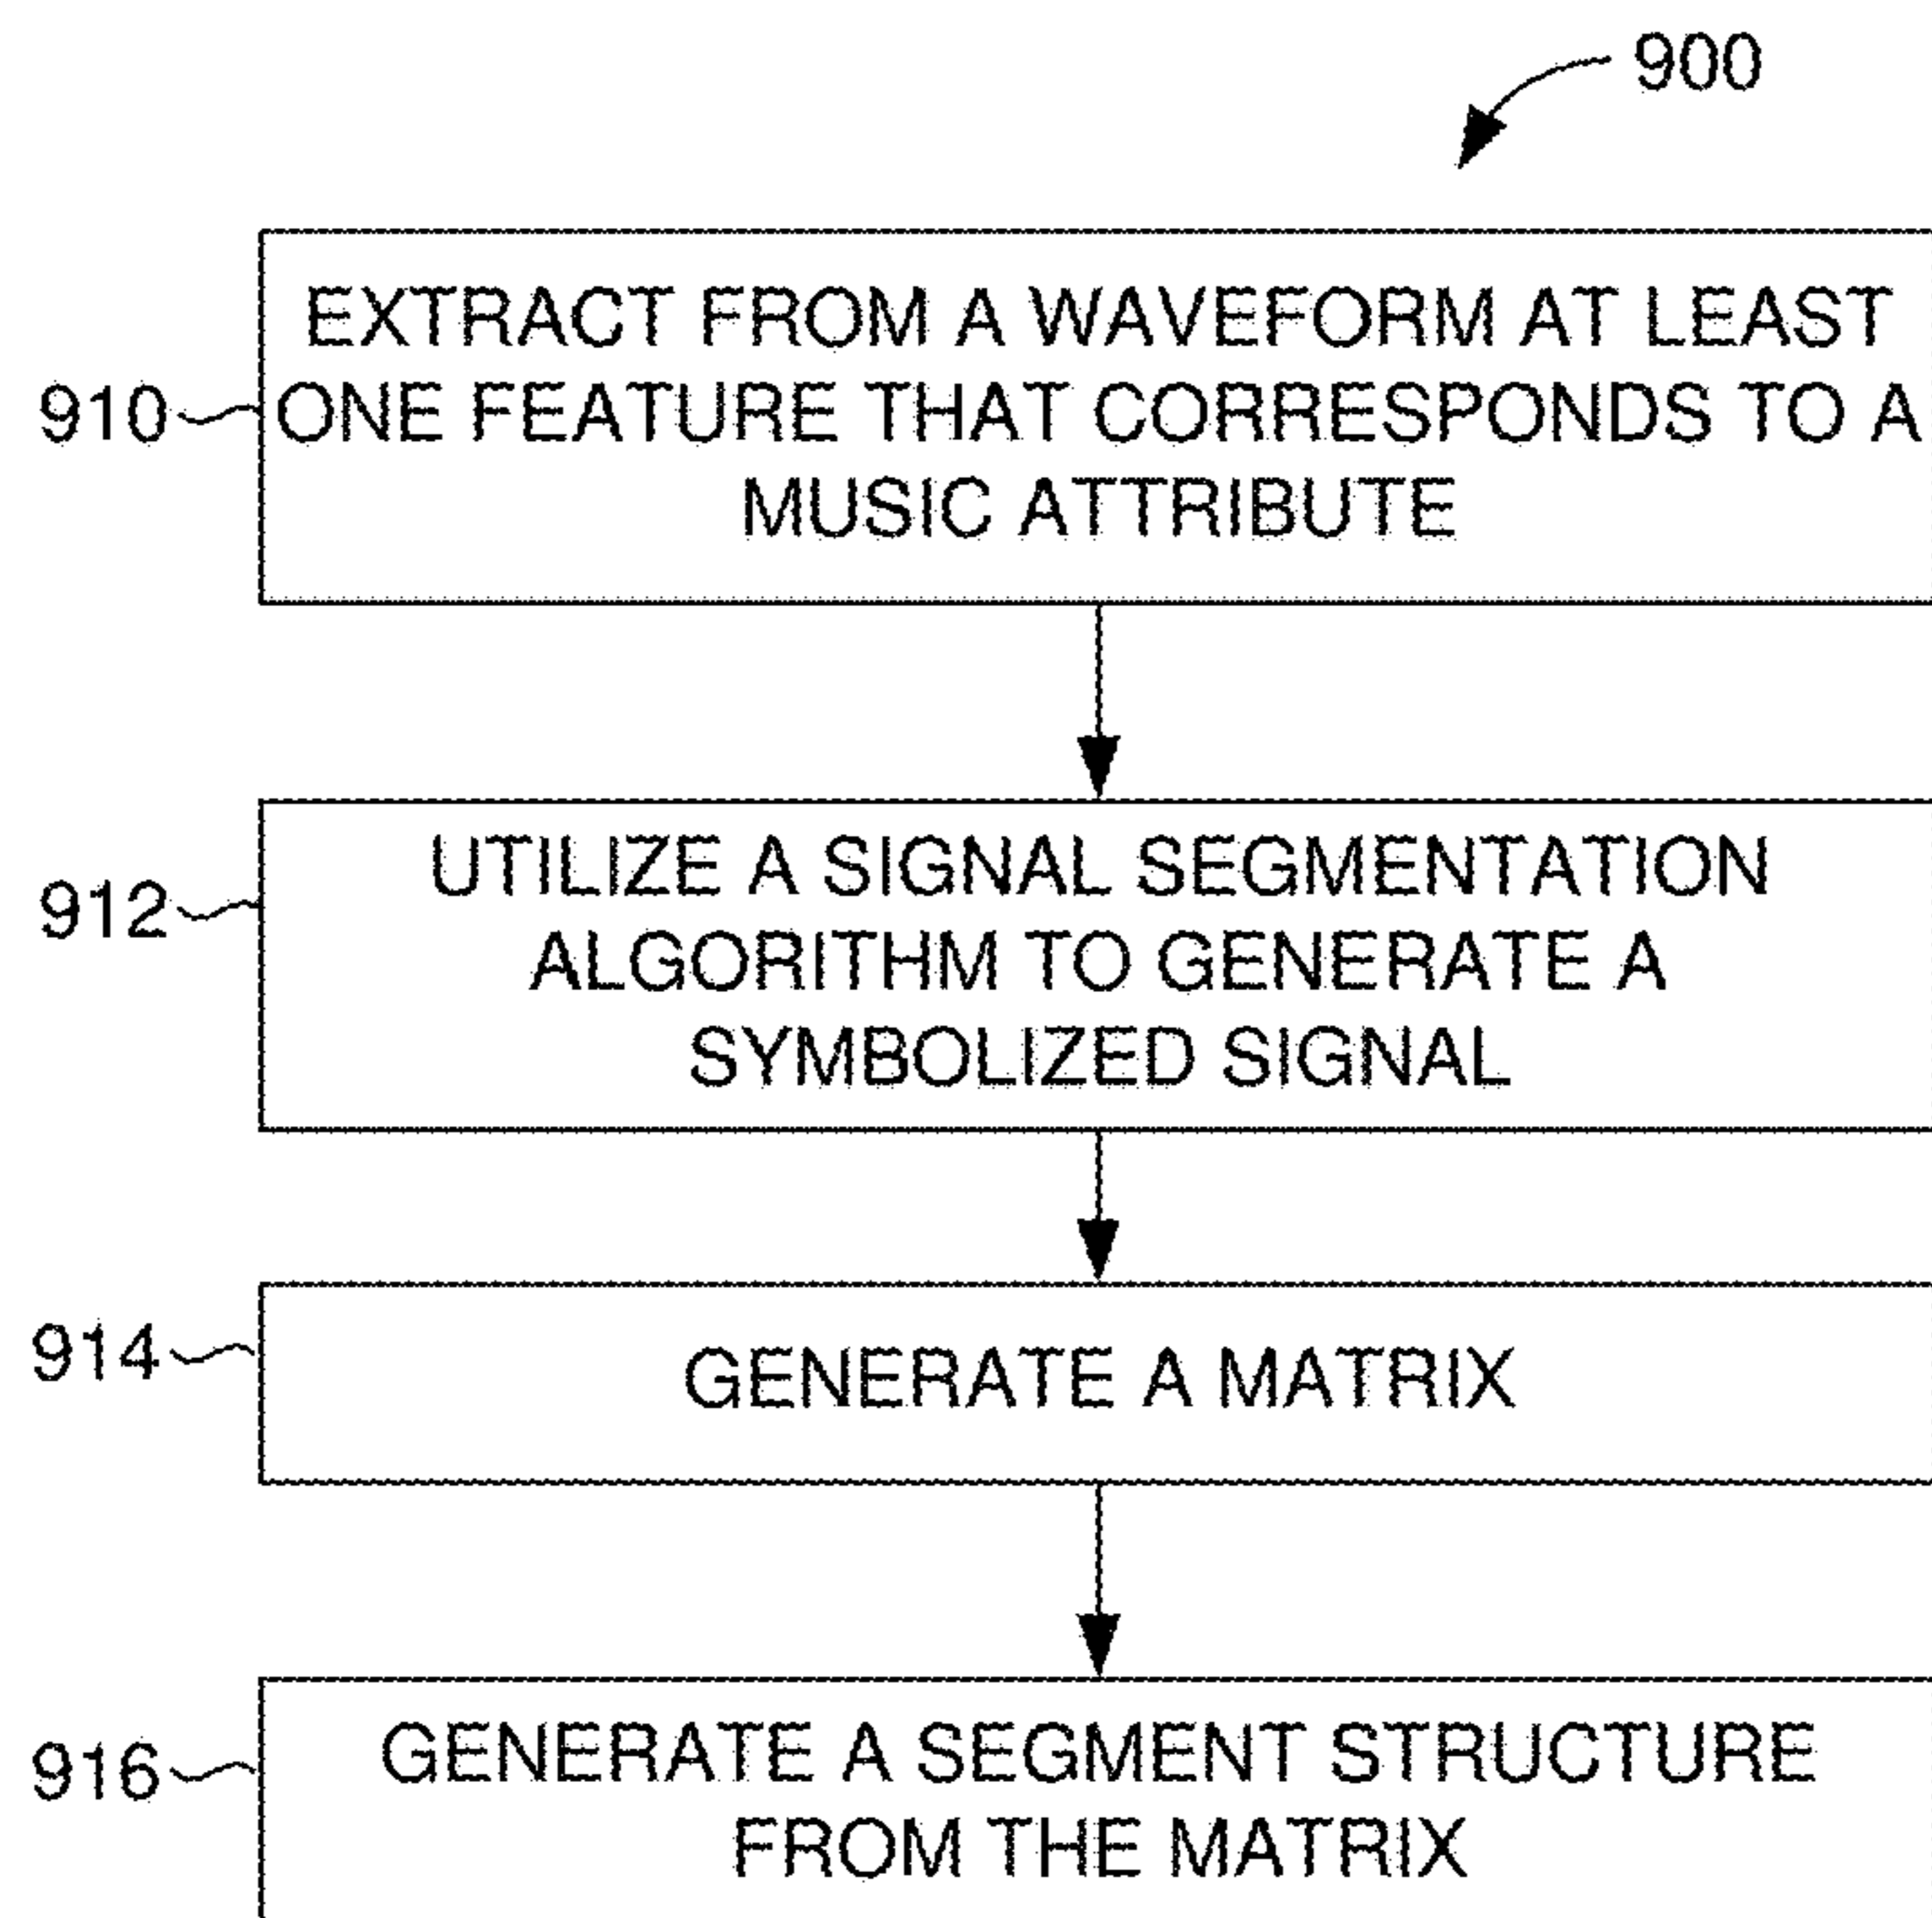 900
EXTRACT FROM A WAVEFORM AT LEAST
910 ONE FEATURE THAT CORRESPONDS TO A
MUSIC ATTRIBUTE
UTILIZE A SIGNAL SEGMENTATION
912
ALGORITHM TO GENERATE A
SYMBOLIZED SIGNAL
914
GENERATE A MATRIX
GENERATE A SEGMENT STRUCTURE
916
FROM THE MATRIX